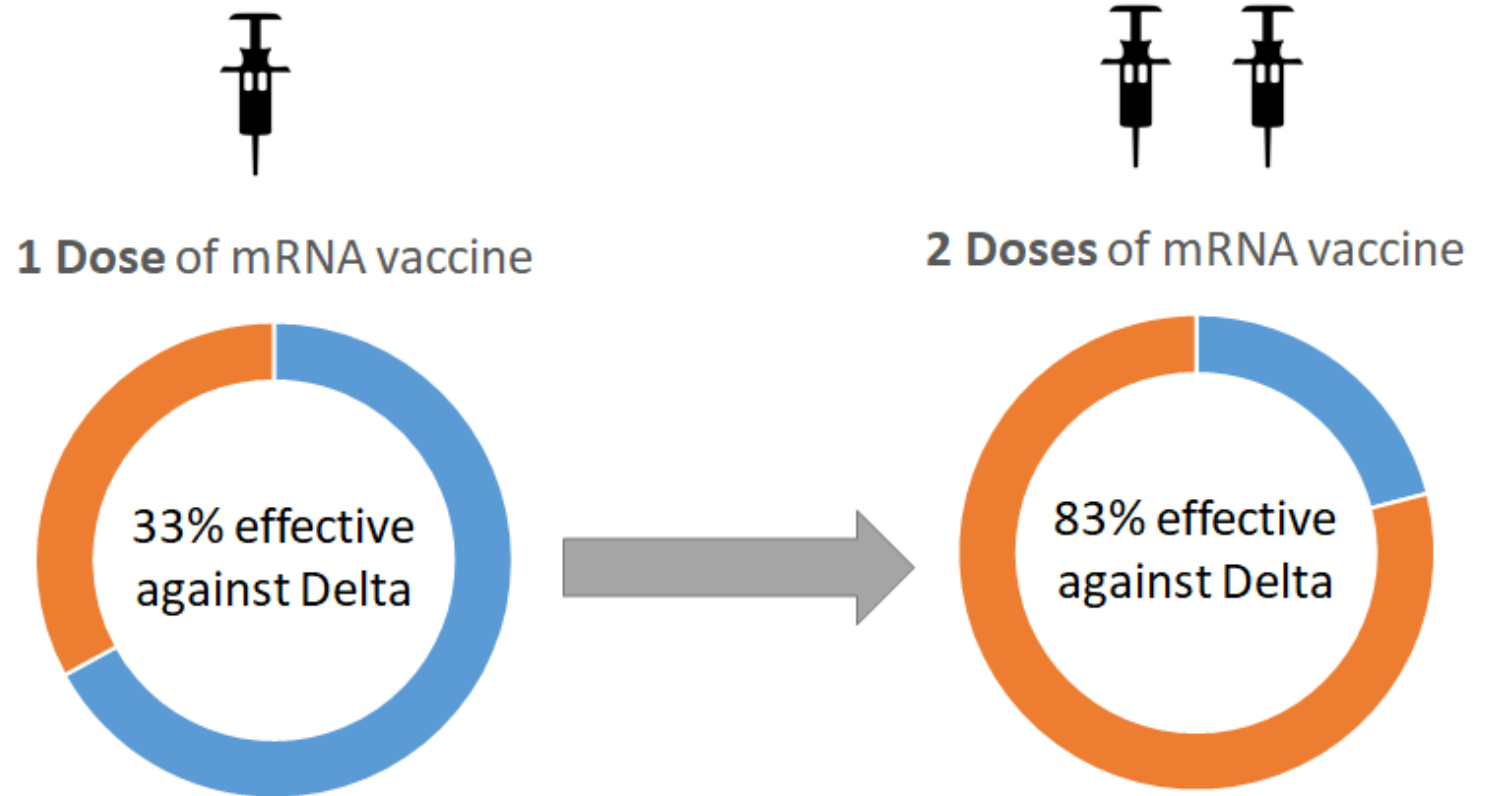 1 Dose of mRNA vaccine
2 Doses of mRNA vaccine
33% effective
against Delta
83% effective
against Delta